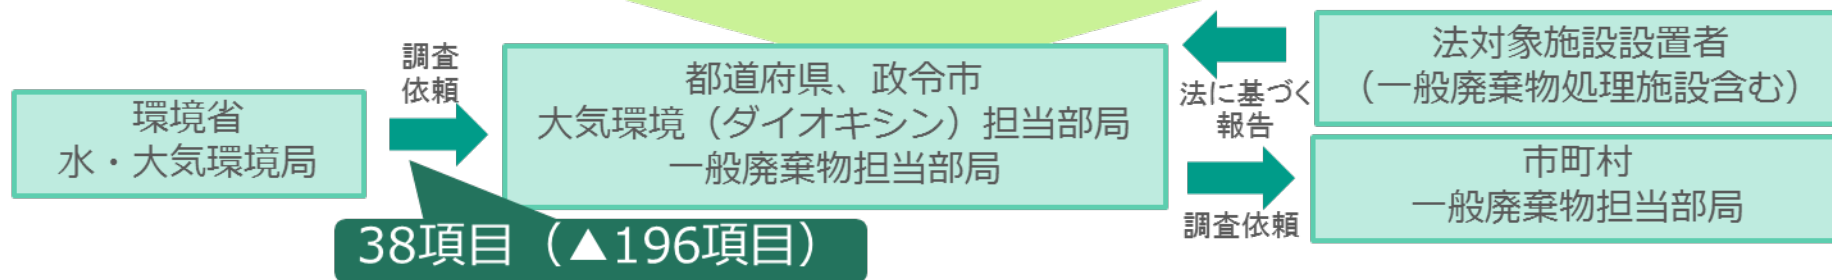 環境省
水・大気環境局
調査
依頼
都道府県、政令市
大気環境（ダイオキシン）担当部局
一般廃棄物担当部局
38項目（▲196項目）
法に基づく
報告
法対象施設設置者
（一般廃棄物処理施設含む）
調査依頼
市町村
一般廃棄物担当部局